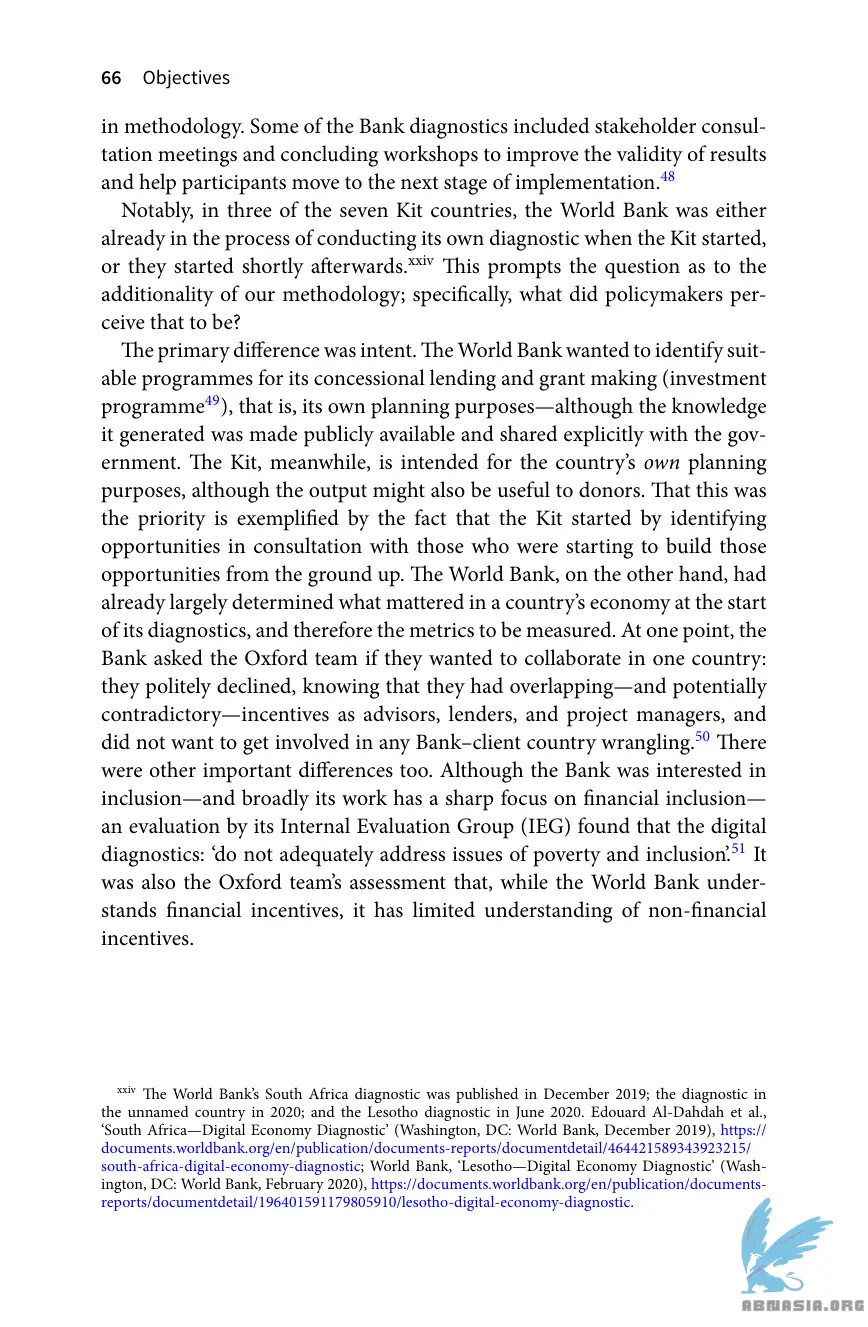 66 Objectives
in methodology. Some of the Bank diagnostics included stakeholder consul-
tation meetings and concluding workshops to improve the validity of results
and help participants move to the next stage of implementation.48
Notably, in three of the seven Kit countries, the World Bank was either
already in the process of conducting its own diagnostic when the Kit started,
or they started shortly afterwards.xxiv This prompts the question as to the
additionality of our methodology; specifically, what did policymakers per-
ceive that to be?
The primary difference was intent. The World Bank wanted to identify suit-
able programmes for its concessional lending and grant making (investment
programme49), that is, its own planning purposes—although the knowledge
it generated was made publicly available and shared explicitly with the gov-
ernment. The Kit, meanwhile, is intended for the country’s own planning
purposes, although the output might also be useful to donors. That this was
the priority is exemplified by the fact that the Kit started by identifying
opportunities in consultation with those who were starting to build those
opportunities from the ground up. The World Bank, on the other hand, had
already largely determined what mattered in a country’s economy at the start
of its diagnostics, and therefore the metrics to be measured. At one point, the
Bank asked the Oxford team if they wanted to collaborate in one country:
they politely declined, knowing that they had overlapping—and potentially
contradictory—incentives as advisors, lenders, and project managers, and
did not want to get involved in any Bank–client country wrangling.50 There
were other important differences too. Although the Bank was interested in
inclusion—and broadly its work has a sharp focus on financial inclusion—
an evaluation by its Internal Evaluation Group (IEG) found that the digital
diagnostics: ‘do not adequately address issues of poverty and inclusion’.51 It
was also the Oxford team’s assessment that, while the World Bank under-
stands financial incentives, it has limited understanding of non-financial
incentives.
xxiv The World Bank’s South Africa diagnostic was published in December 2019; the diagnostic in
the unnamed country in 2020; and the Lesotho diagnostic in June 2020. Edouard Al-Dahdah et al.,
‘South Africa—Digital Economy Diagnostic’ (Washington, DC: World Bank, December 2019), https://
documents.worldbank.org/en/publication/documents-reports/documentdetail/464421589343923215/
south-africa-digital-economy-diagnostic; World Bank, ‘Lesotho—Digital Economy Diagnostic’ (Wash-
ington, DC: World Bank, February 2020), https://documents.worldbank.org/en/publication/documents-
reports/documentdetail/196401591179805910/lesotho-digital-economy-diagnostic.
ABNASIA.ORG